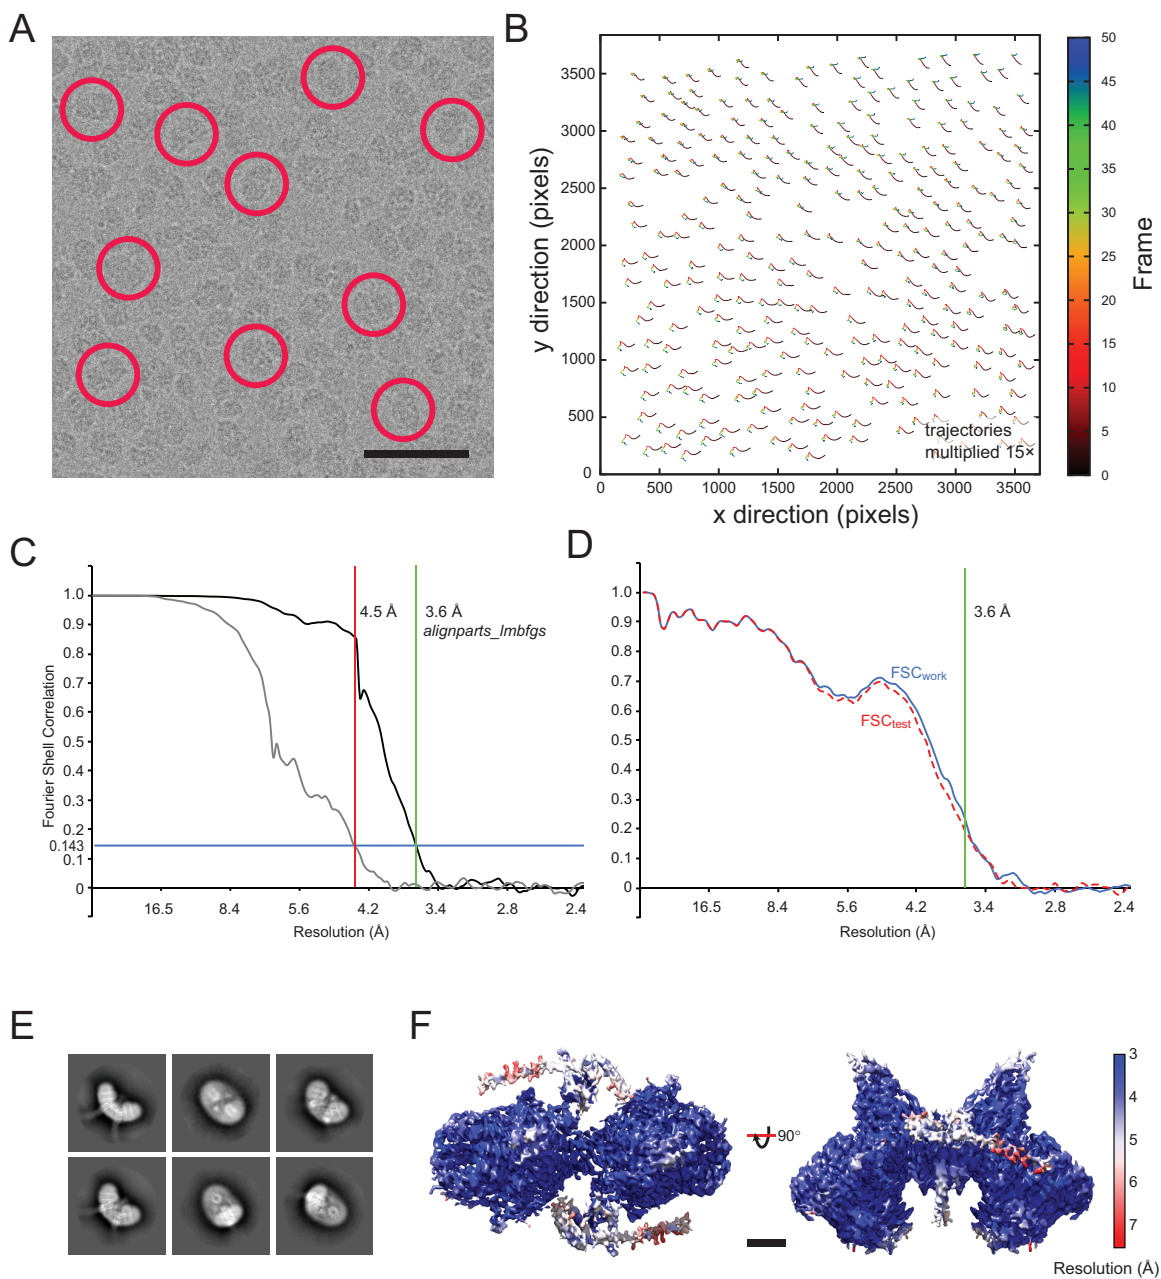 A
B
y direction (pixels)
3500
3000
2500
2000
1500
1000
500
0
0 500 1000 1500 2000 2500 3000 3500
x direction (pixels)
trajectories
multiplied 15×
50
45
40
35
30
25
20
15
10
5
0
Frame
C
Fourier Shell Correlation
1.0
0.9
0.8
0.7
0.6
0.5
0.4
0.3
0.2
0.143
0.1
0
4.5 Å
3.6 Å
alignparts_lmbfgs
16.5 8.4 5.6 4.2 3.4 2.8 2.4
Resolution (Å)
D
1.0
0.9
0.8
0.7
0.6
0.5
0.4
0.3
0.2
0.1
0
3.6 Å
FSCwork
FSCtest
16.5 8.4 5.6 4.2 3.4 2.8 2.4
Resolution (Å)
E
F
90°
3
4
5
6
7
Resolution (Å)